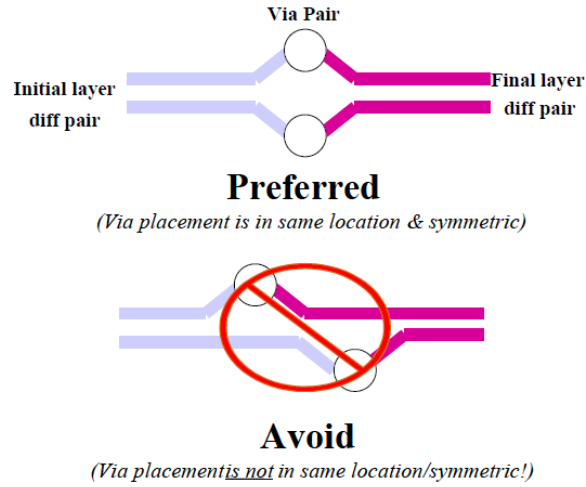 Via Pair
Initial layer
diff pair
Final layer
diff pair
Preferred
(Via placement is in same location & symmetric)
Avoid
(Via placementis not in same location/symmetric!)